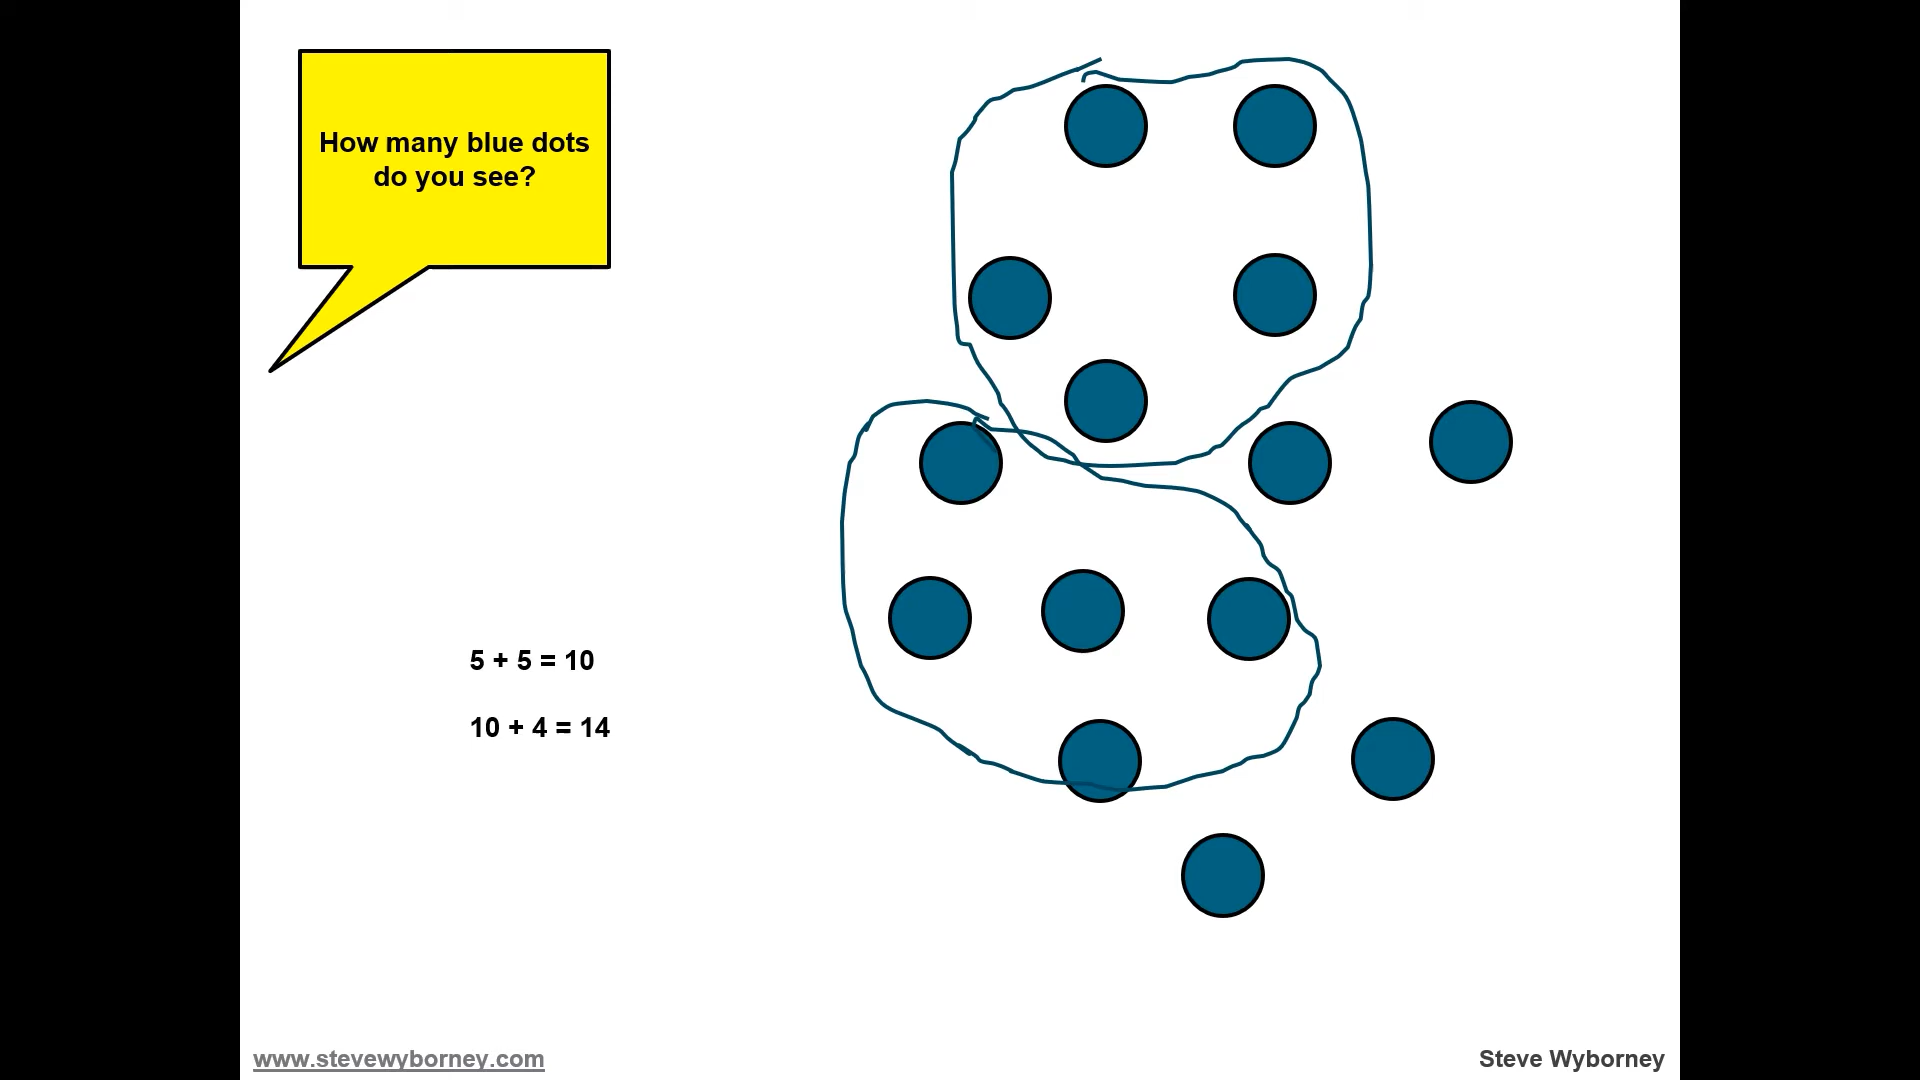 How many blue dots
do you see?
5 + 5 = 10
10 + 4 = 14
www.stevewyborney.com
Steve Wyborney